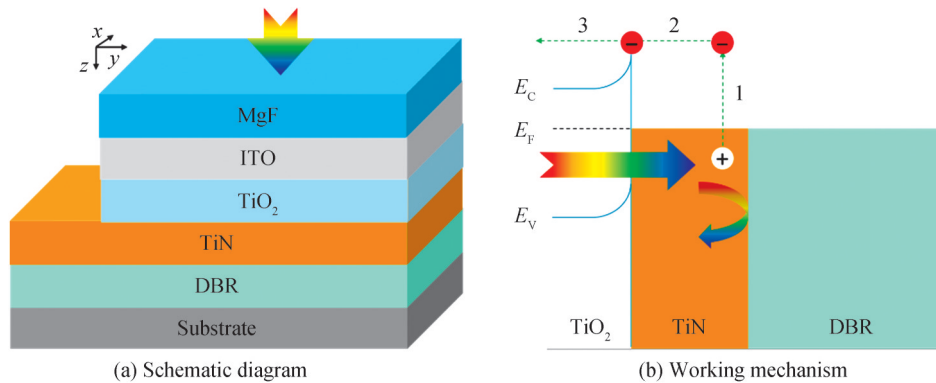 x
y
z
MgF
ITO
TiO2
TiN
DBR
Substrate
(a) Schematic diagram
3
2
1
EC
EF
EV
TiO2
TiN
DBR
(b) Working mechanism